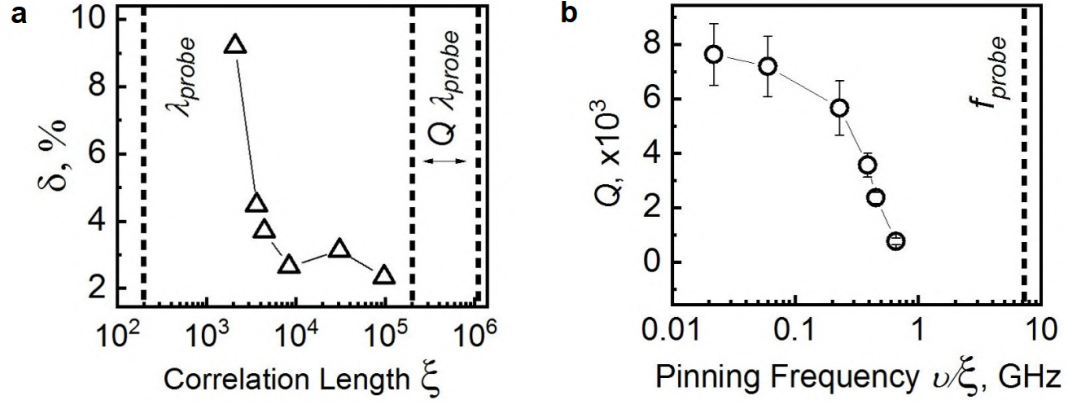 a
10
8
6
4
2
δ, %
λprobe
Q λprobe
10² 10³ 10⁴ 10⁵ 10⁶
Correlation Length ξ
b
8
6
4
2
0
Q, x10³
fprobe
0.01 0.1 1 10
Pinning Frequency υ/ξ, GHz